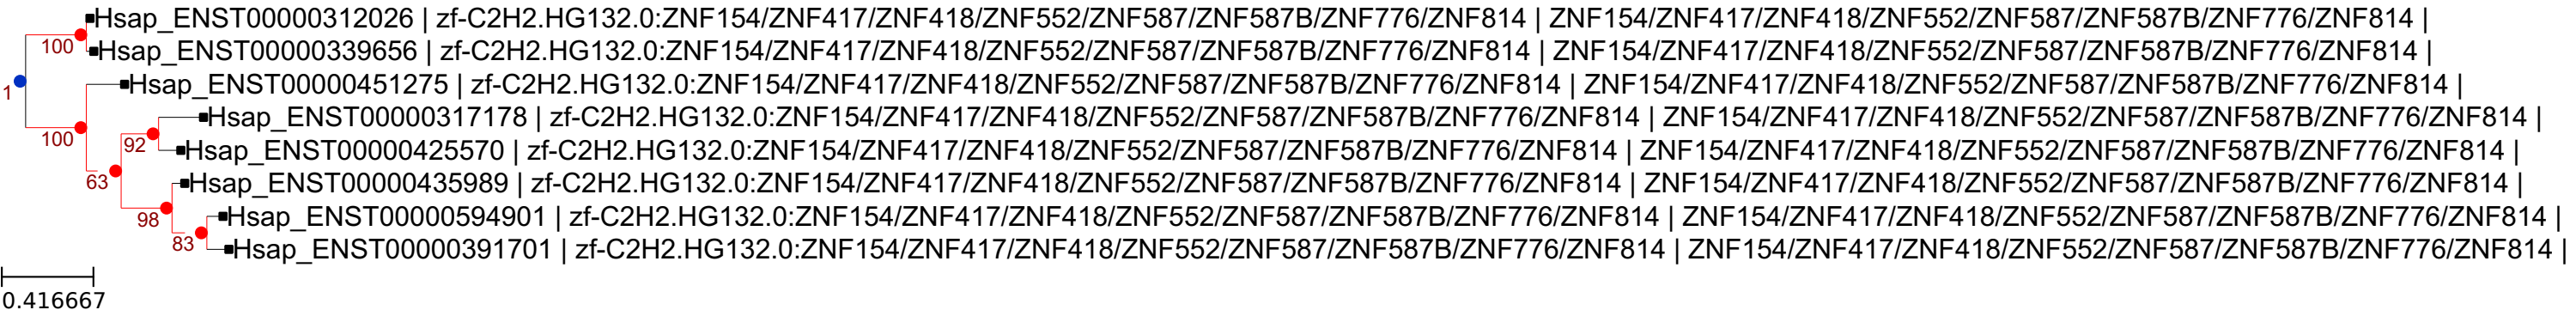 Hsap_ENST00000312026 | zf-C2H2.HG132.0:ZNF154/ZNF417/ZNF418/ZNF552/ZNF587/ZNF587B/ZNF776/ZNF814 | ZNF154/ZNF417/ZNF418/ZNF552/ZNF587/ZNF587B/ZNF776/ZNF814 |
100
Hsap_ENST00000339656 | zf-C2H2.HG132.0:ZNF154/ZNF417/ZNF418/ZNF552/ZNF587/ZNF587B/ZNF776/ZNF814 | ZNF154/ZNF417/ZNF418/ZNF552/ZNF587/ZNF587B/ZNF776/ZNF814 |
1
Hsap_ENST00000451275 | zf-C2H2.HG132.0:ZNF154/ZNF417/ZNF418/ZNF552/ZNF587/ZNF587B/ZNF776/ZNF814 | ZNF154/ZNF417/ZNF418/ZNF552/ZNF587/ZNF587B/ZNF776/ZNF814 |
Hsap_ENST00000317178 | zf-C2H2.HG132.0:ZNF154/ZNF417/ZNF418/ZNF552/ZNF587/ZNF587B/ZNF776/ZNF814 | ZNF154/ZNF417/ZNF418/ZNF552/ZNF587/ZNF587B/ZNF776/ZNF814 |
100
92
Hsap_ENST00000425570 | zf-C2H2.HG132.0:ZNF154/ZNF417/ZNF418/ZNF552/ZNF587/ZNF587B/ZNF776/ZNF814 | ZNF154/ZNF417/ZNF418/ZNF552/ZNF587/ZNF587B/ZNF776/ZNF814 |
63
Hsap_ENST00000435989 | zf-C2H2.HG132.0:ZNF154/ZNF417/ZNF418/ZNF552/ZNF587/ZNF587B/ZNF776/ZNF814 | ZNF154/ZNF417/ZNF418/ZNF552/ZNF587/ZNF587B/ZNF776/ZNF814 |
98
Hsap_ENST00000594901 | zf-C2H2.HG132.0:ZNF154/ZNF417/ZNF418/ZNF552/ZNF587/ZNF587B/ZNF776/ZNF814 | ZNF154/ZNF417/ZNF418/ZNF552/ZNF587/ZNF587B/ZNF776/ZNF814 |
83
Hsap_ENST00000391701 | zf-C2H2.HG132.0:ZNF154/ZNF417/ZNF418/ZNF552/ZNF587/ZNF587B/ZNF776/ZNF814 | ZNF154/ZNF417/ZNF418/ZNF552/ZNF587/ZNF587B/ZNF776/ZNF814 |
0.416667